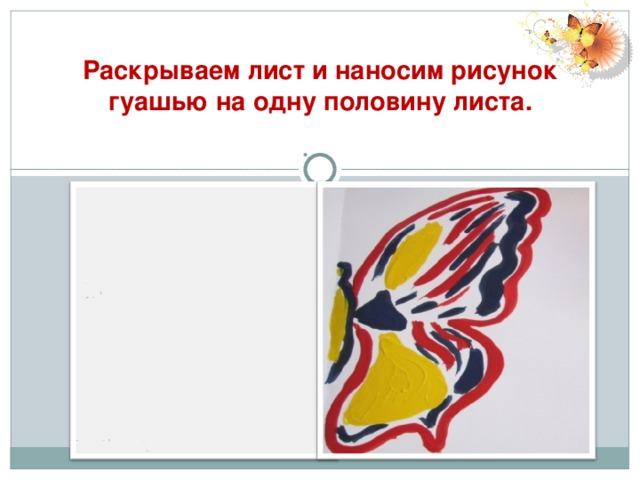 Раскрываем лист и наносим рисунок
гуашью на одну половину листа.